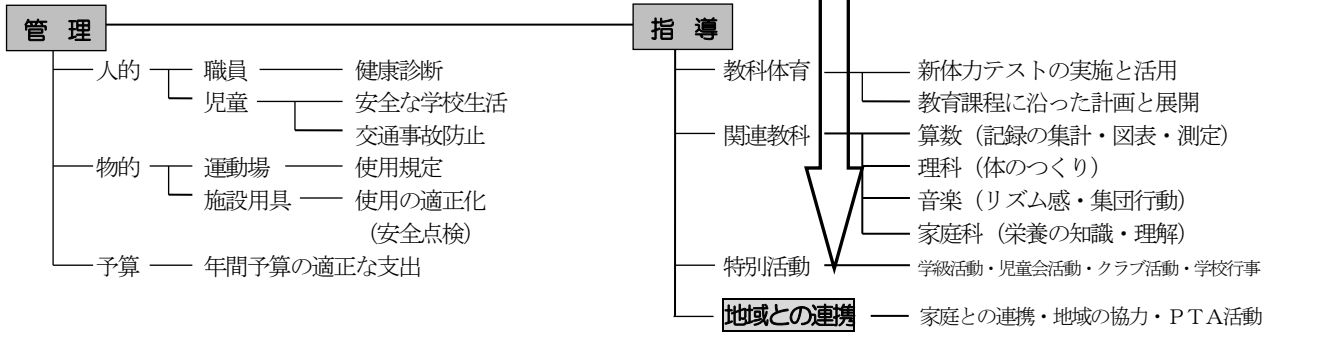 管 理
人的 職員 健康診断
児童 安全な学校生活
交通事故防止
物的 運動場 使用規定
施設用具 使用の適正化
(安全点検)
予算 年間予算の適正な支出
指 導
教科体育 新体力テストの実施と活用
教育課程に沿った計画と展開
関連教科 算数(記録の集計・図表・測定)
理科(体のつくり)
音楽(リズム感・集団行動)
家庭科(栄養の知識・理解)
特別活動 学級活動・児童会活動・クラブ活動・学校行事
地域との連携 家庭との連携・地域の協力・PTA活動